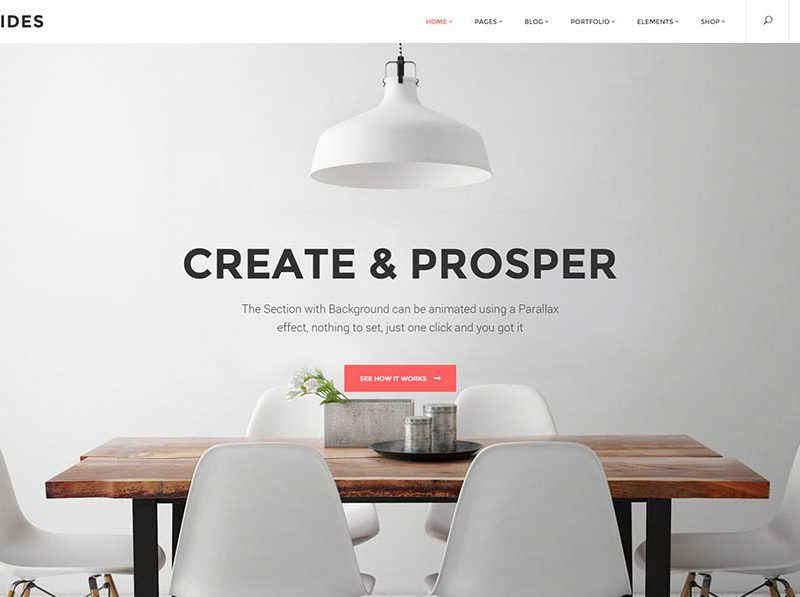 IDES
HOME
PAGES
BLOG
PORTFOLIO
ELEMENTS
SHOP
CREATE & PROSPER
The Section with Background can be animated using a Parallax
effect, nothing to set, just one click and you got it
SEE HOW IT WORKS